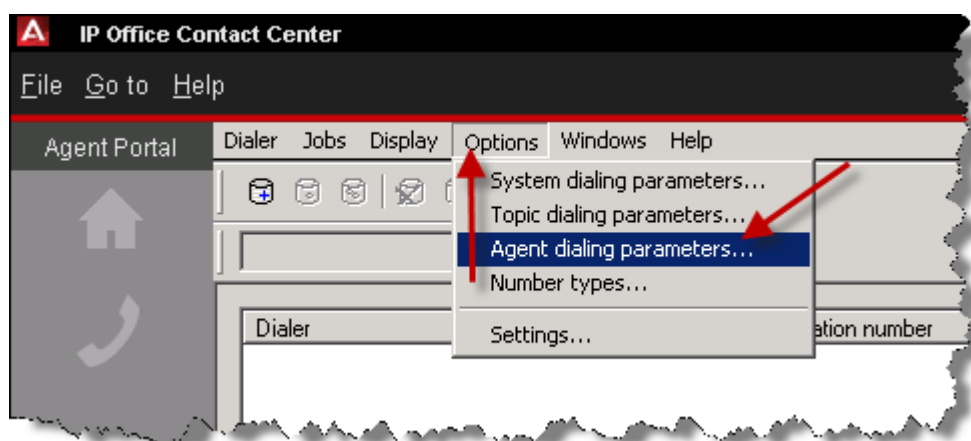 IP Office Contact Center
File Go to Help
Agent Portal
Dialer Jobs Display Options Windows Help
System dialing parameters...
Topic dialing parameters...
Agent dialing parameters...
Number types...
Settings...
Dialer ation number